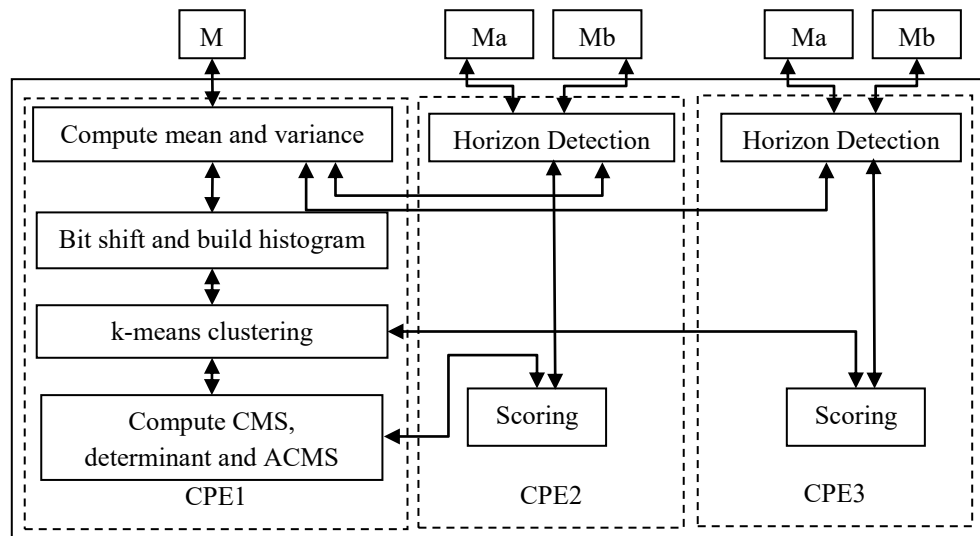 M
Ma
Mb
Ma
Mb
Compute mean and variance
Horizon Detection
Horizon Detection
Bit shift and build histogram
k-means clustering
Compute CMS,
determinant and ACMS
Scoring
Scoring
CPE1
CPE2
CPE3